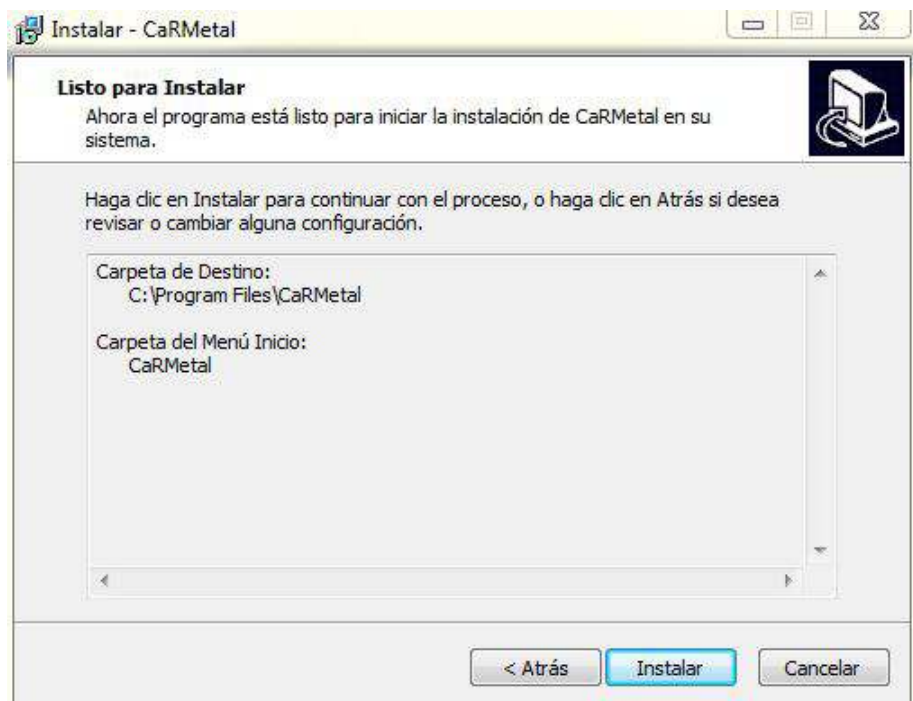 Instalar - CaRMetal
Listo para Instalar
Ahora el programa está listo para iniciar la instalación de CaRMetal en su
sistema.
Haga clic en Instalar para continuar con el proceso, o haga clic en Atrás si desea
revisar o cambiar alguna configuración.
Carpeta de Destino:
C:\Program Files\CaRMetal
Carpeta del Menú Inicio:
CaRMetal
< Atrás
Instalar
Cancelar